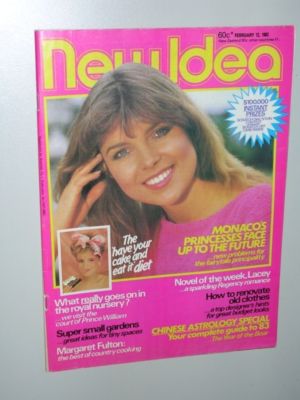 60c* FEBRUARY 12, 1983
New Idea
$100,000
INSTANT
PRIZES
MONACO'S
PRINCESSES FACE
UP TO THE FUTURE
...new problems for
the fairytale principality
The
'have your
cake and
eat it' diet
Novel of the week, Lacey
...a sparkling Regency romance
What really goes on in
the royal nursery?
...we visit the
court of Prince William
How to renovate
old clothes
...a top designer's hints
for great budget looks
Super small gardens
...great ideas for tiny spaces
CHINESE ASTROLOGY SPECIAL
Your complete guide to 83
The Year of the Boar
Margaret Fulton:
the best of country cooking